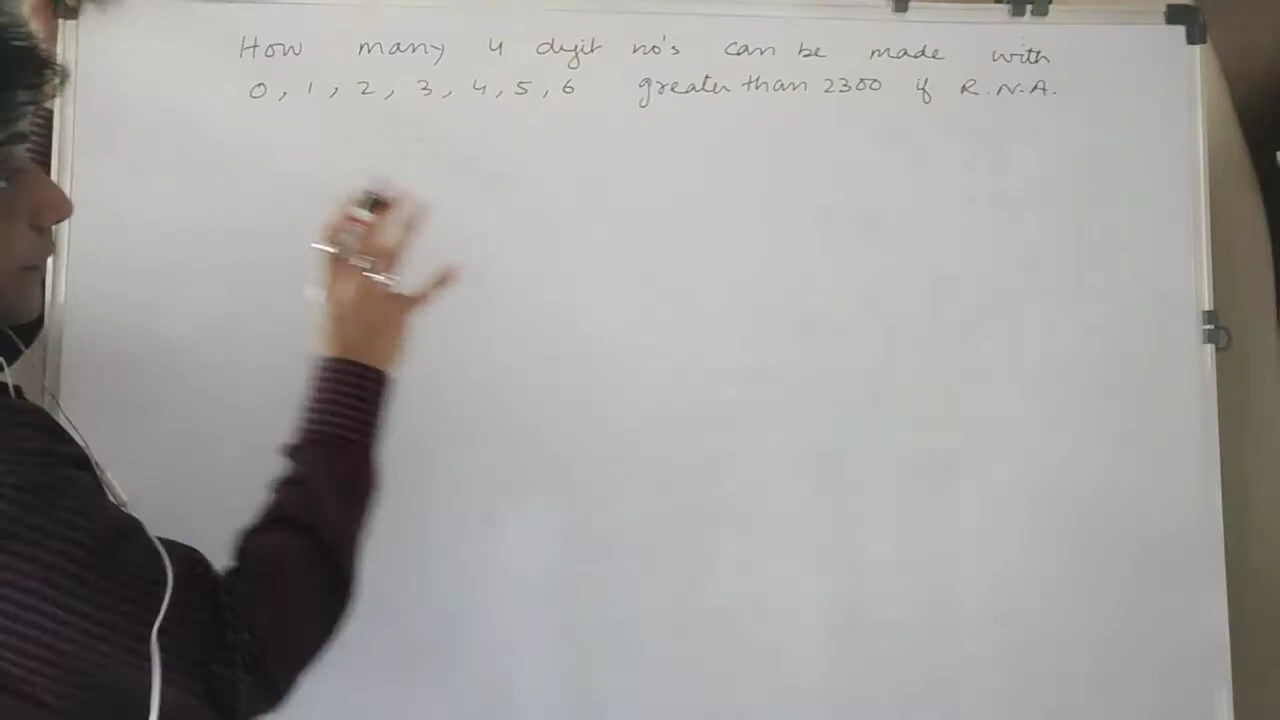 How many 4 digit no's can be made with
0, 1, 2, 3, 4, 5, 6 greater than 2300 if R.N.A.